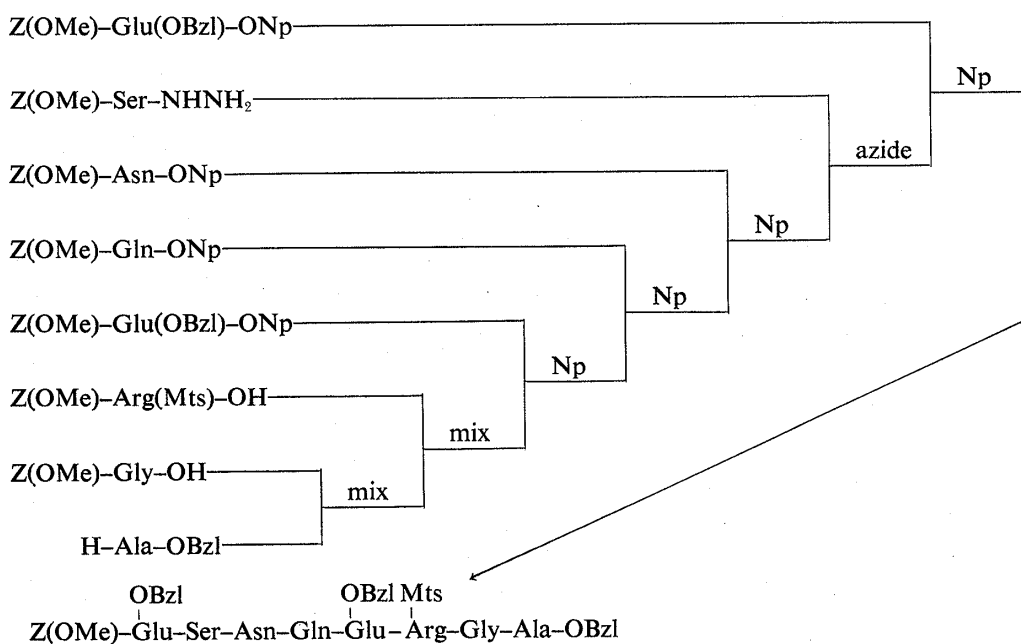 Z(OMe)–Glu(OBzl)–ONp
Np
Z(OMe)–Ser–NHNH₂
azide
Z(OMe)–Asn–ONp
Np
Z(OMe)–Gln–ONp
Np
Z(OMe)–Glu(OBzl)–ONp
Np
Z(OMe)–Arg(Mts)–OH
mix
Z(OMe)–Gly–OH
mix
H–Ala–OBzl
OBzl OBzl Mts
Z(OMe)–Glu–Ser–Asn–Gln–Glu–Arg–Gly–Ala–OBzl